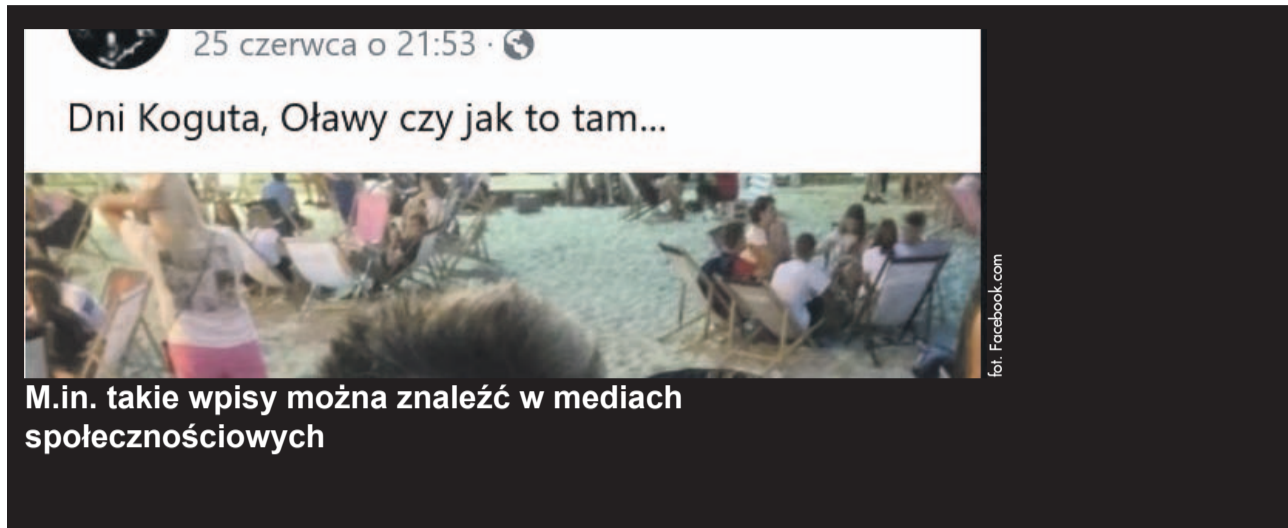 25 czerwca o 21:53 ·
Dni Koguta, Oławy czy jak to tam...
fot. Facebook.com
M.in. takie wpisy można znaleźć w mediach
społecznościowych